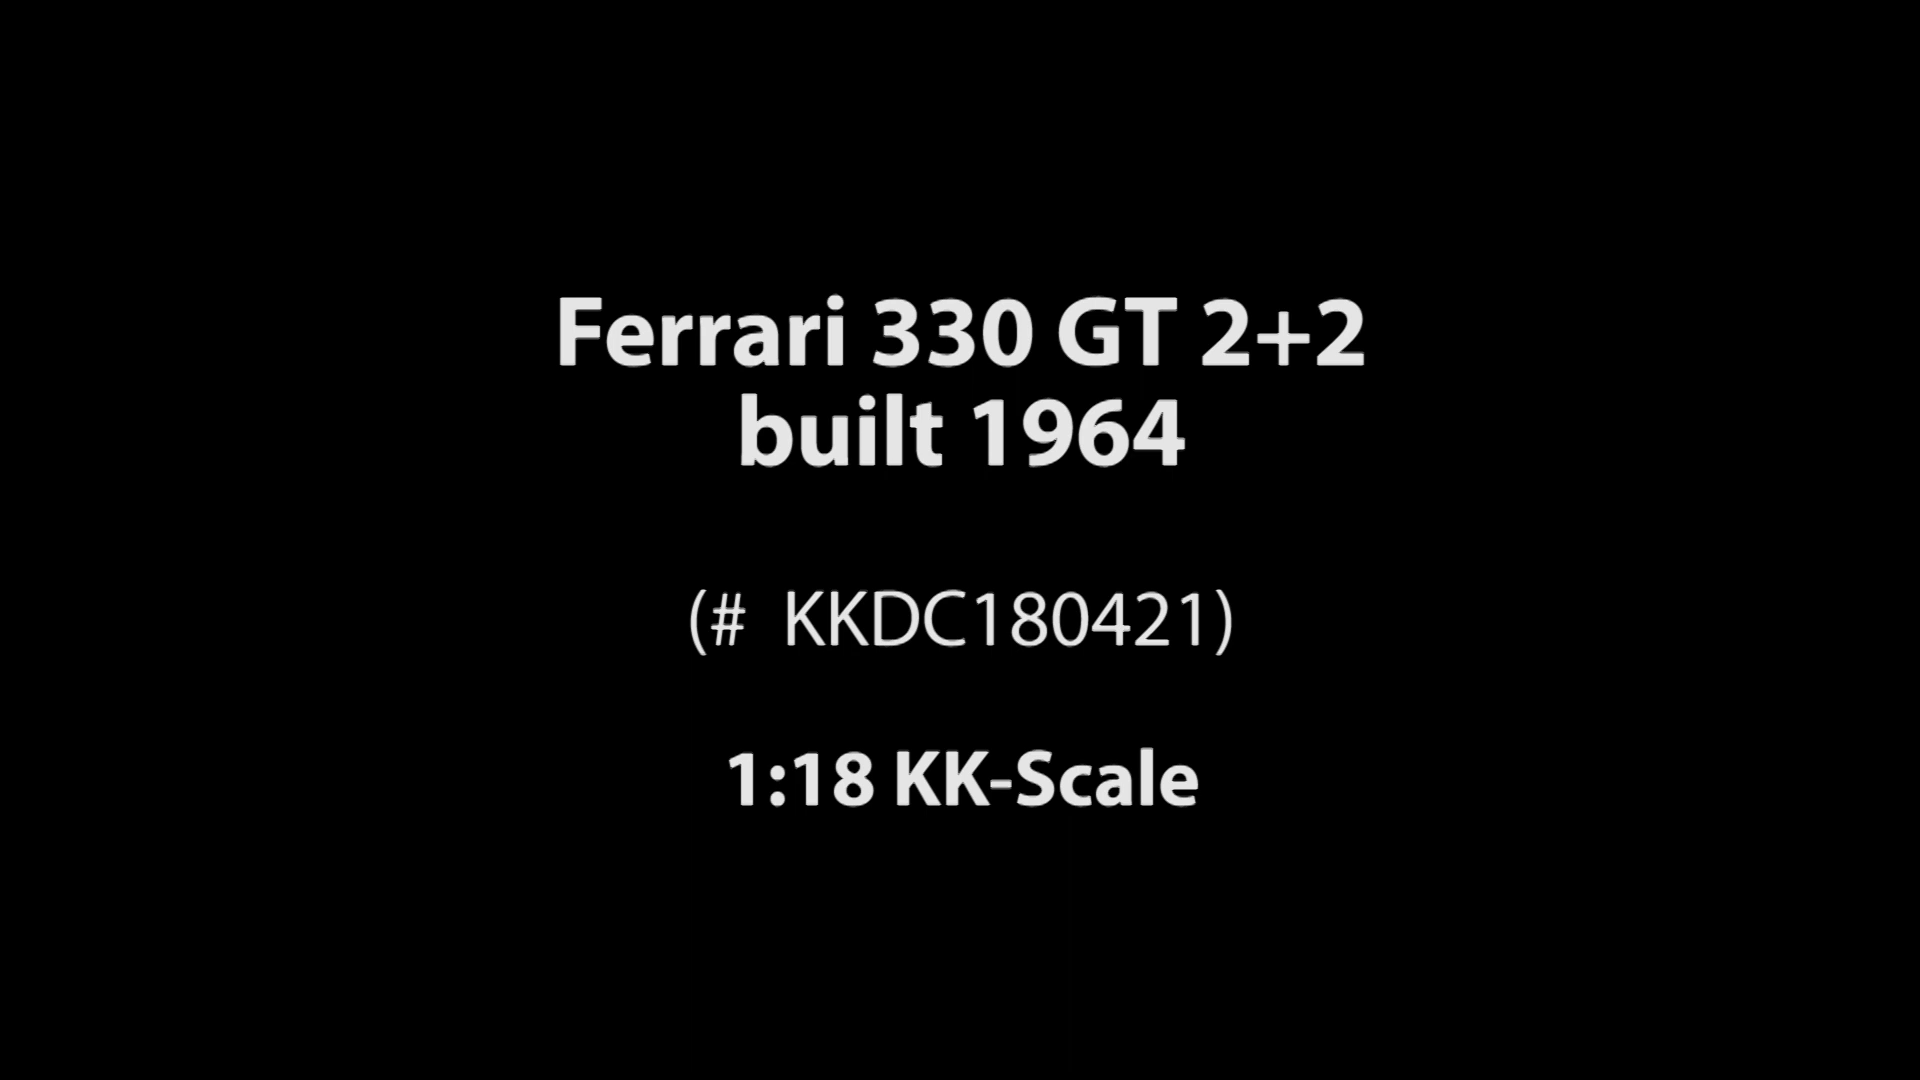 Ferrari 330 GT 2+2
built 1964
(#  KKDC180421)
1:18 KK-Scale